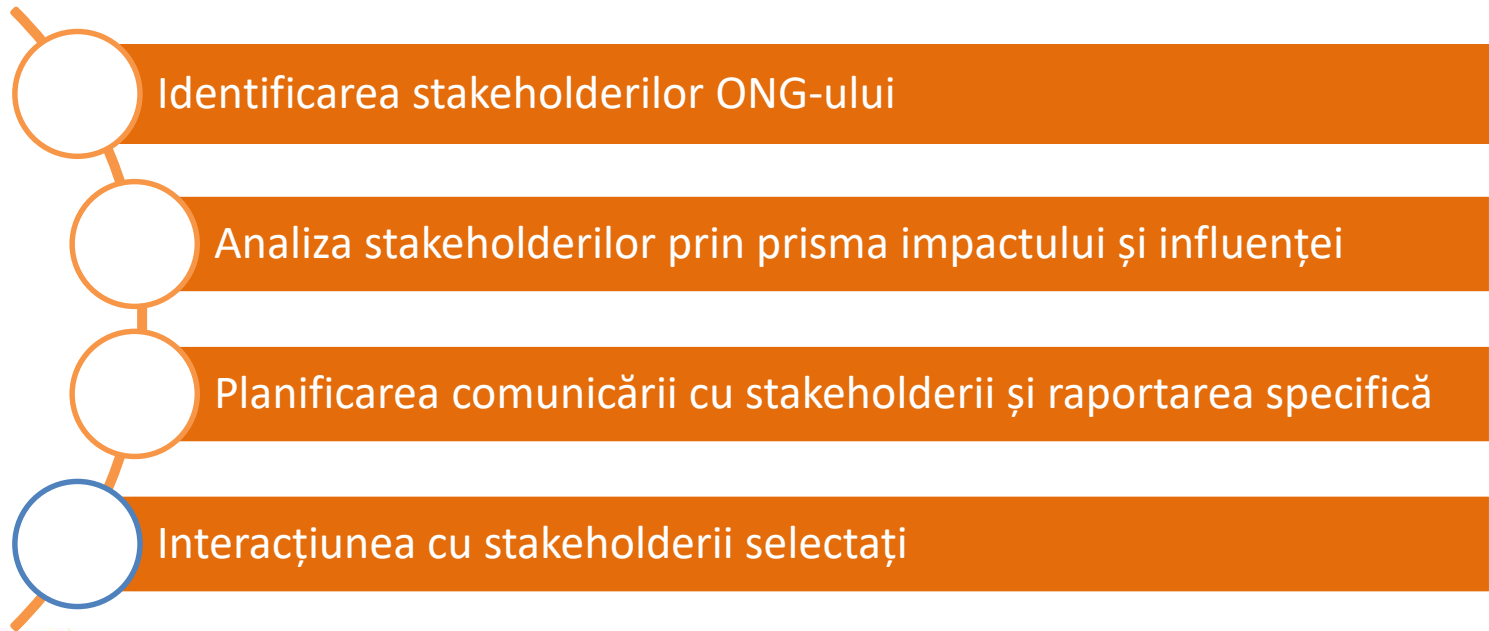 Identificarea stakeholderilor ONG-ului
Analiza stakeholderilor prin prisma impactului și influenței
Planificarea comunicării cu stakeholderii și raportarea specifică
Interacțiunea cu stakeholderii selectați